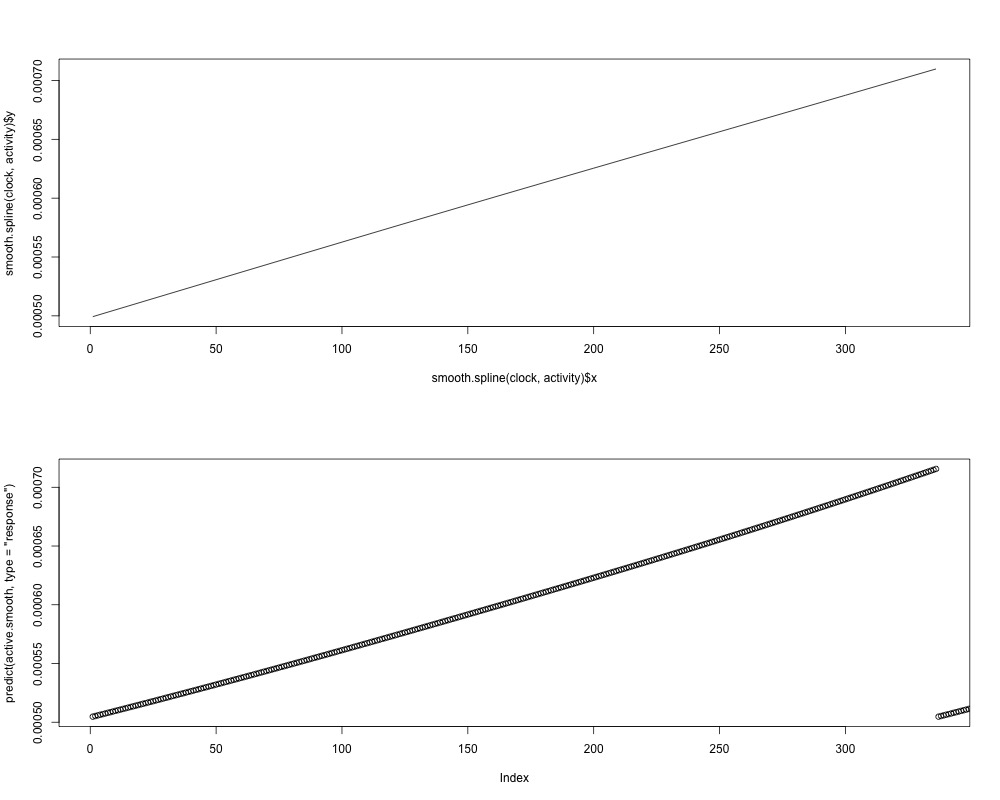 smooth.spline(clock, activity)$y
0.00070
0.00065
0.00060
0.00055
0.00050
0 50 100 150 200 250 300
smooth.spline(clock, activity)$x
predict(active.smooth, type = "response")
0.00070
0.00065
0.00060
0.00055
0.00050
0 50 100 150 200 250 300
Index